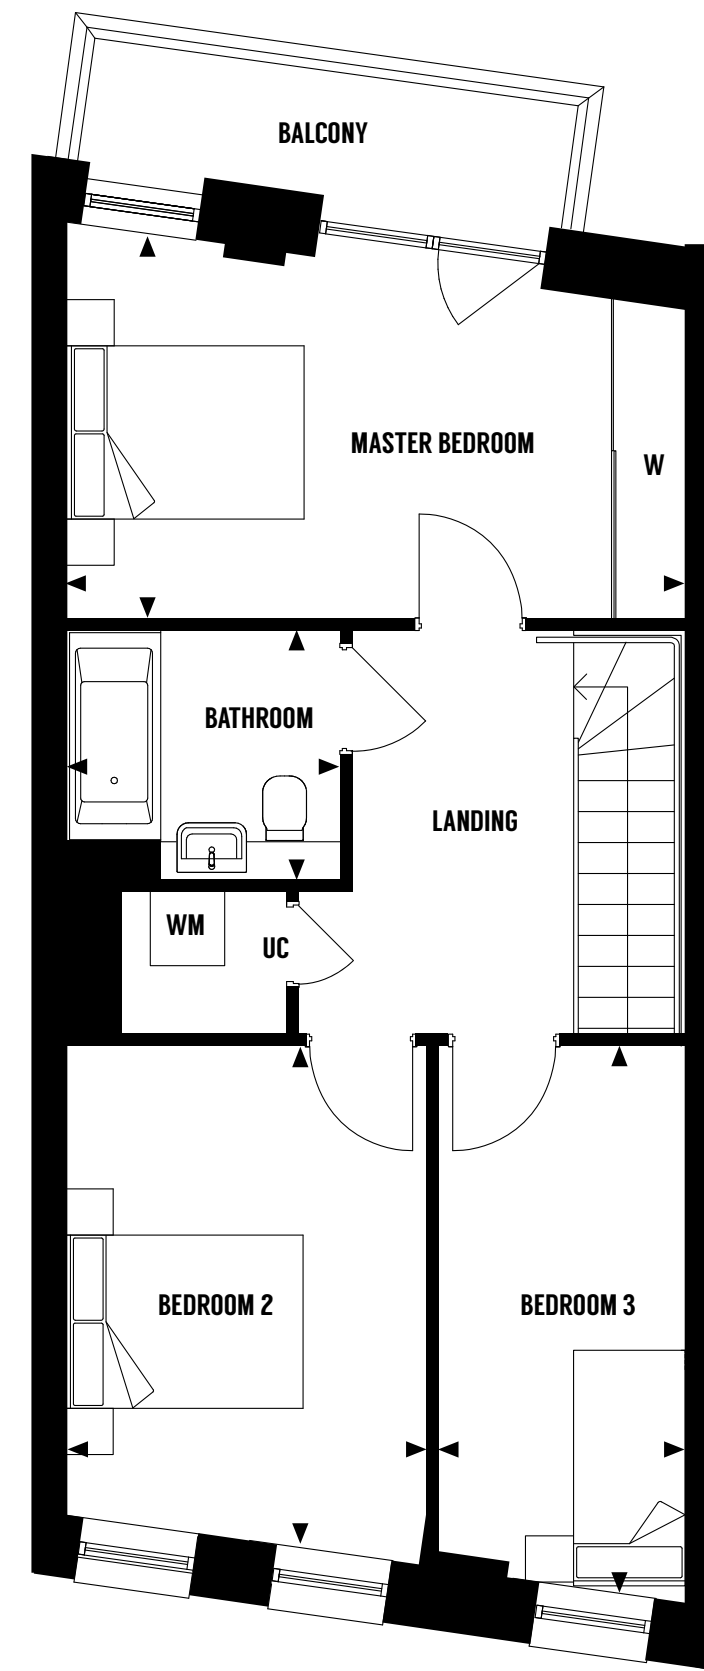 BALCONY
MASTER BEDROOM
W
BATHROOM
LANDING
WM
UC
BEDROOM 2
BEDROOM 3